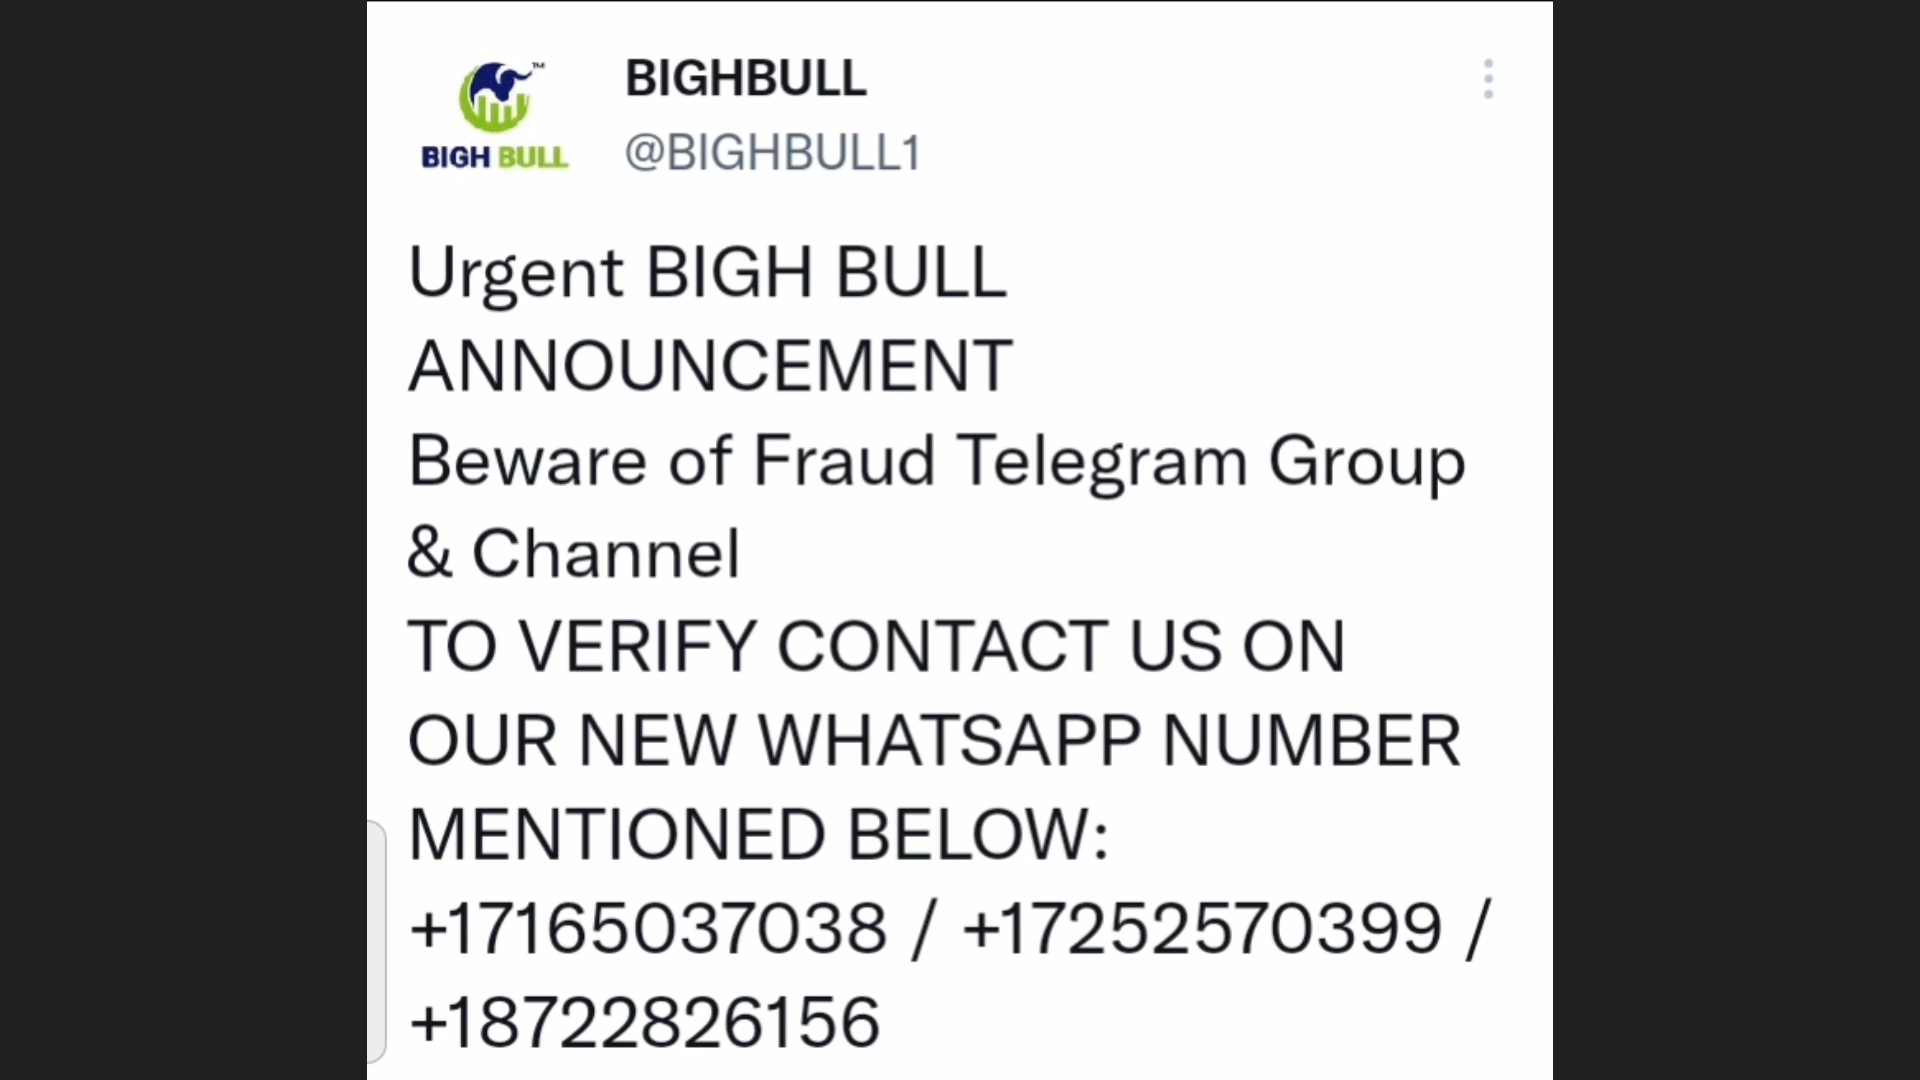 TM
BIGH BULL
BIGHBULL
@BIGHBULL1
Urgent BIGH BULL
ANNOUNCEMENT
Beware of Fraud Telegram Group
& Channel
TO VERIFY CONTACT US ON
OUR NEW WHATSAPP NUMBER
MENTIONED BELOW:
+17165037038 / +17252570399 /
+18722826156